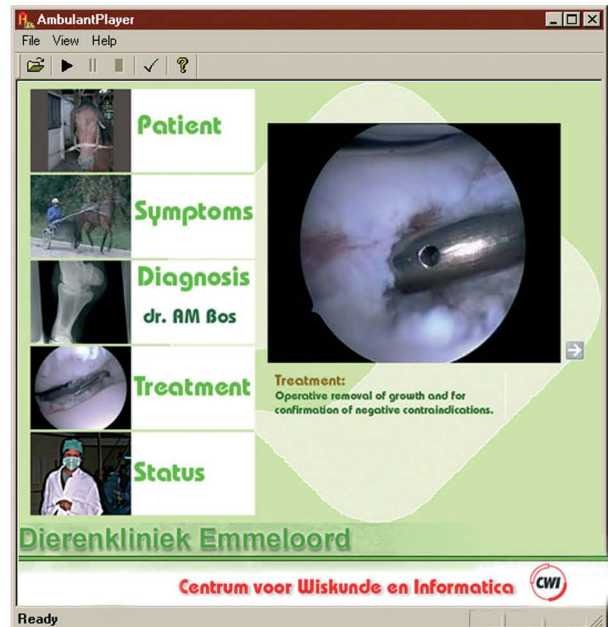 AmbulantPlayer
File View Help
Patient
Symptoms
Diagnosis
dr. AM Bos
Treatment
Status
Treatment:
Operative removal of growth and for
confirmation of negative contraindications.
Dierenkliniek Emmeloord
Centrum voor Wiskunde en Informatica
CWI
Ready